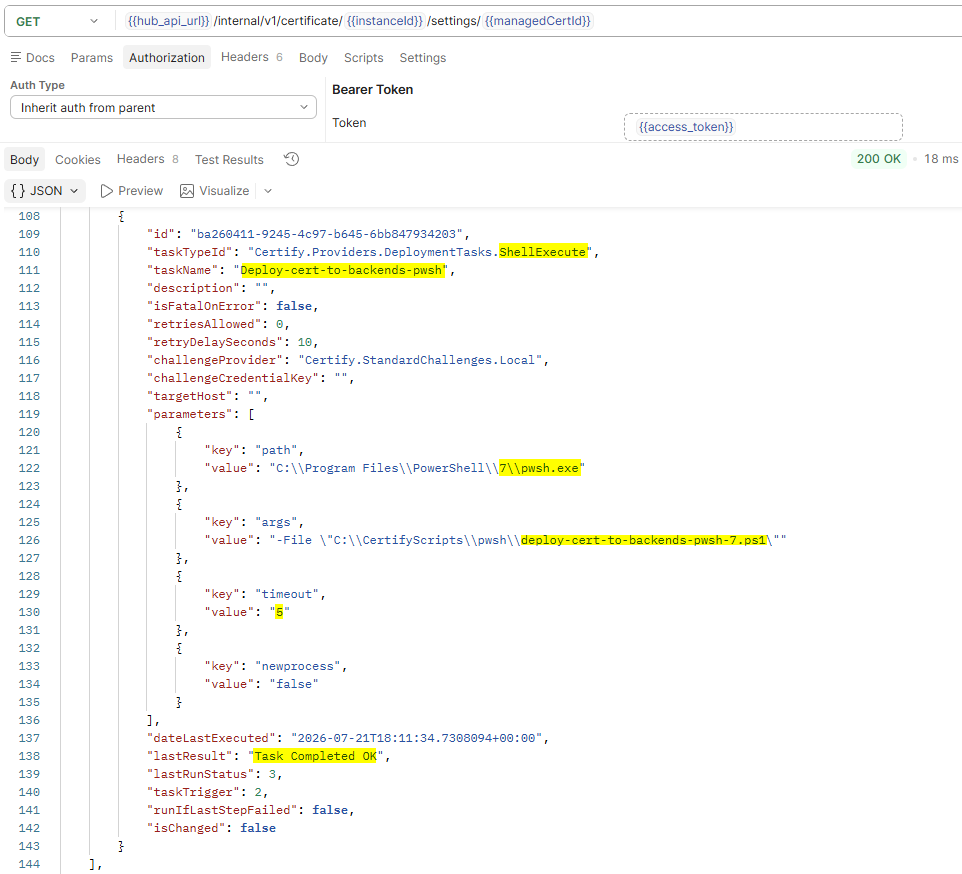 GET {{hub_api_url}} /internal/v1/certificate/ {{instanceId}} /settings/ {{managedCertId}}
Docs Params Authorization Headers 6 Body Scripts Settings
Auth Type
Inherit auth from parent
Bearer Token
Token {{access_token}}
Body Cookies Headers 8 Test Results 200 OK • 18 ms
{} JSON Preview Visualize
108 {
109 "id": "ba260411-9245-4c97-b645-6bb847934203",
110 "taskTypeId": "Certify.Providers.DeploymentTasks.ShellExecute",
111 "taskName": "Deploy-cert-to-backends-pwsh",
112 "description": "",
113 "isFatalOnError": false,
114 "retriesAllowed": 0,
115 "retryDelaySeconds": 10,
116 "challengeProvider": "Certify.StandardChallenges.Local",
117 "challengeCredentialKey": "",
118 "targetHost": "",
119 "parameters": [
120 {
121 "key": "path",
122 "value": "C:\\Program Files\\PowerShell\\7\\pwsh.exe"
123 },
124 {
125 "key": "args",
126 "value": "-File \"C:\\CertifyScripts\\pwsh\\deploy-cert-to-backends-pwsh-7.ps1\""
127 },
128 {
129 "key": "timeout",
130 "value": "5"
131 },
132 {
133 "key": "newprocess",
134 "value": "false"
135 }
136 ],
137 "dateLastExecuted": "2026-07-21T18:11:34.7308094+00:00",
138 "lastResult": "Task Completed OK",
139 "lastRunStatus": 3,
140 "taskTrigger": 2,
141 "runIfLastStepFailed": false,
142 "isChanged": false
143 }
144 ],